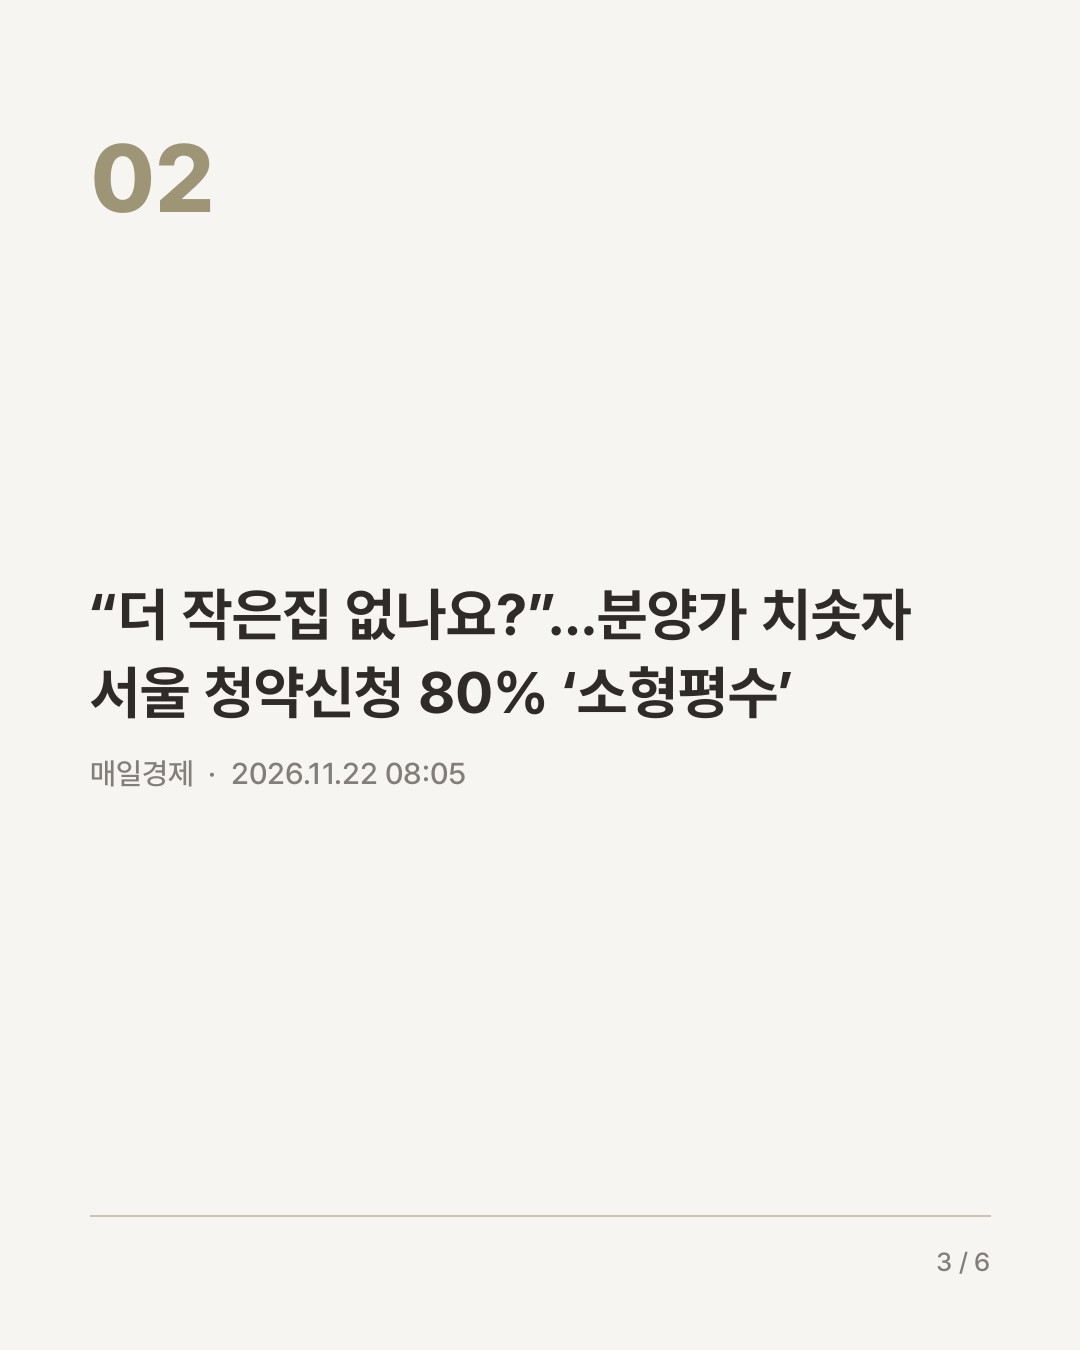 02
“더 작은집 없나요?”…분양가 치솟자
서울 청약신청 80% ‘소형평수’
매일경제 · 2026.11.22 08:05
3 / 6